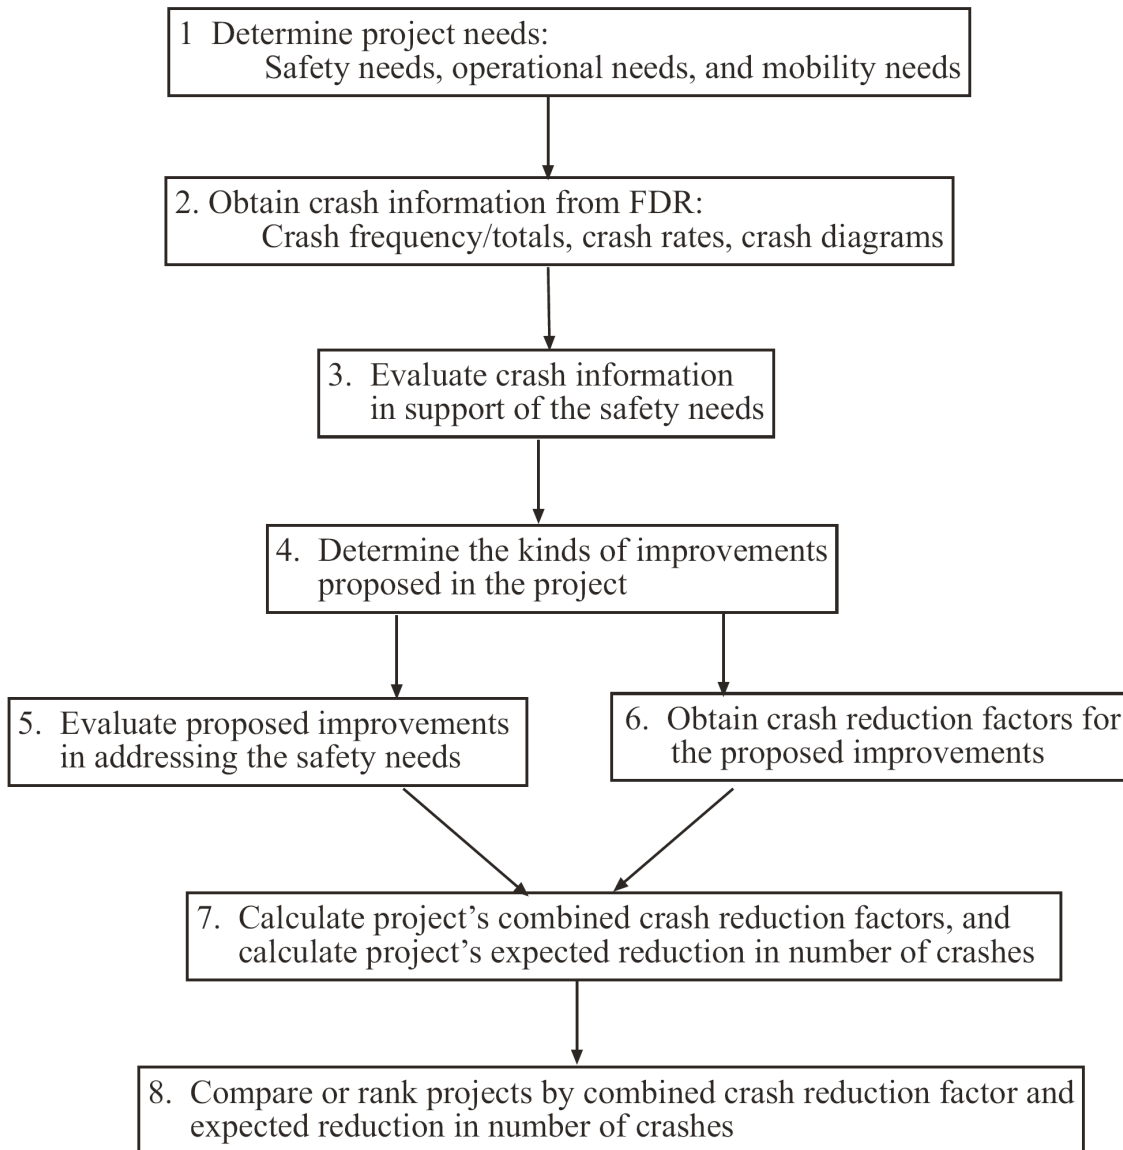 1 Determine project needs:
Safety needs, operational needs, and mobility needs
2. Obtain crash information from FDR:
Crash frequency/totals, crash rates, crash diagrams
3. Evaluate crash information
in support of the safety needs
4. Determine the kinds of improvements
proposed in the project
5. Evaluate proposed improvements
in addressing the safety needs
6. Obtain crash reduction factors for
the proposed improvements
7. Calculate project’s combined crash reduction factors, and
calculate project’s expected reduction in number of crashes
8. Compare or rank projects by combined crash reduction factor and
expected reduction in number of crashes